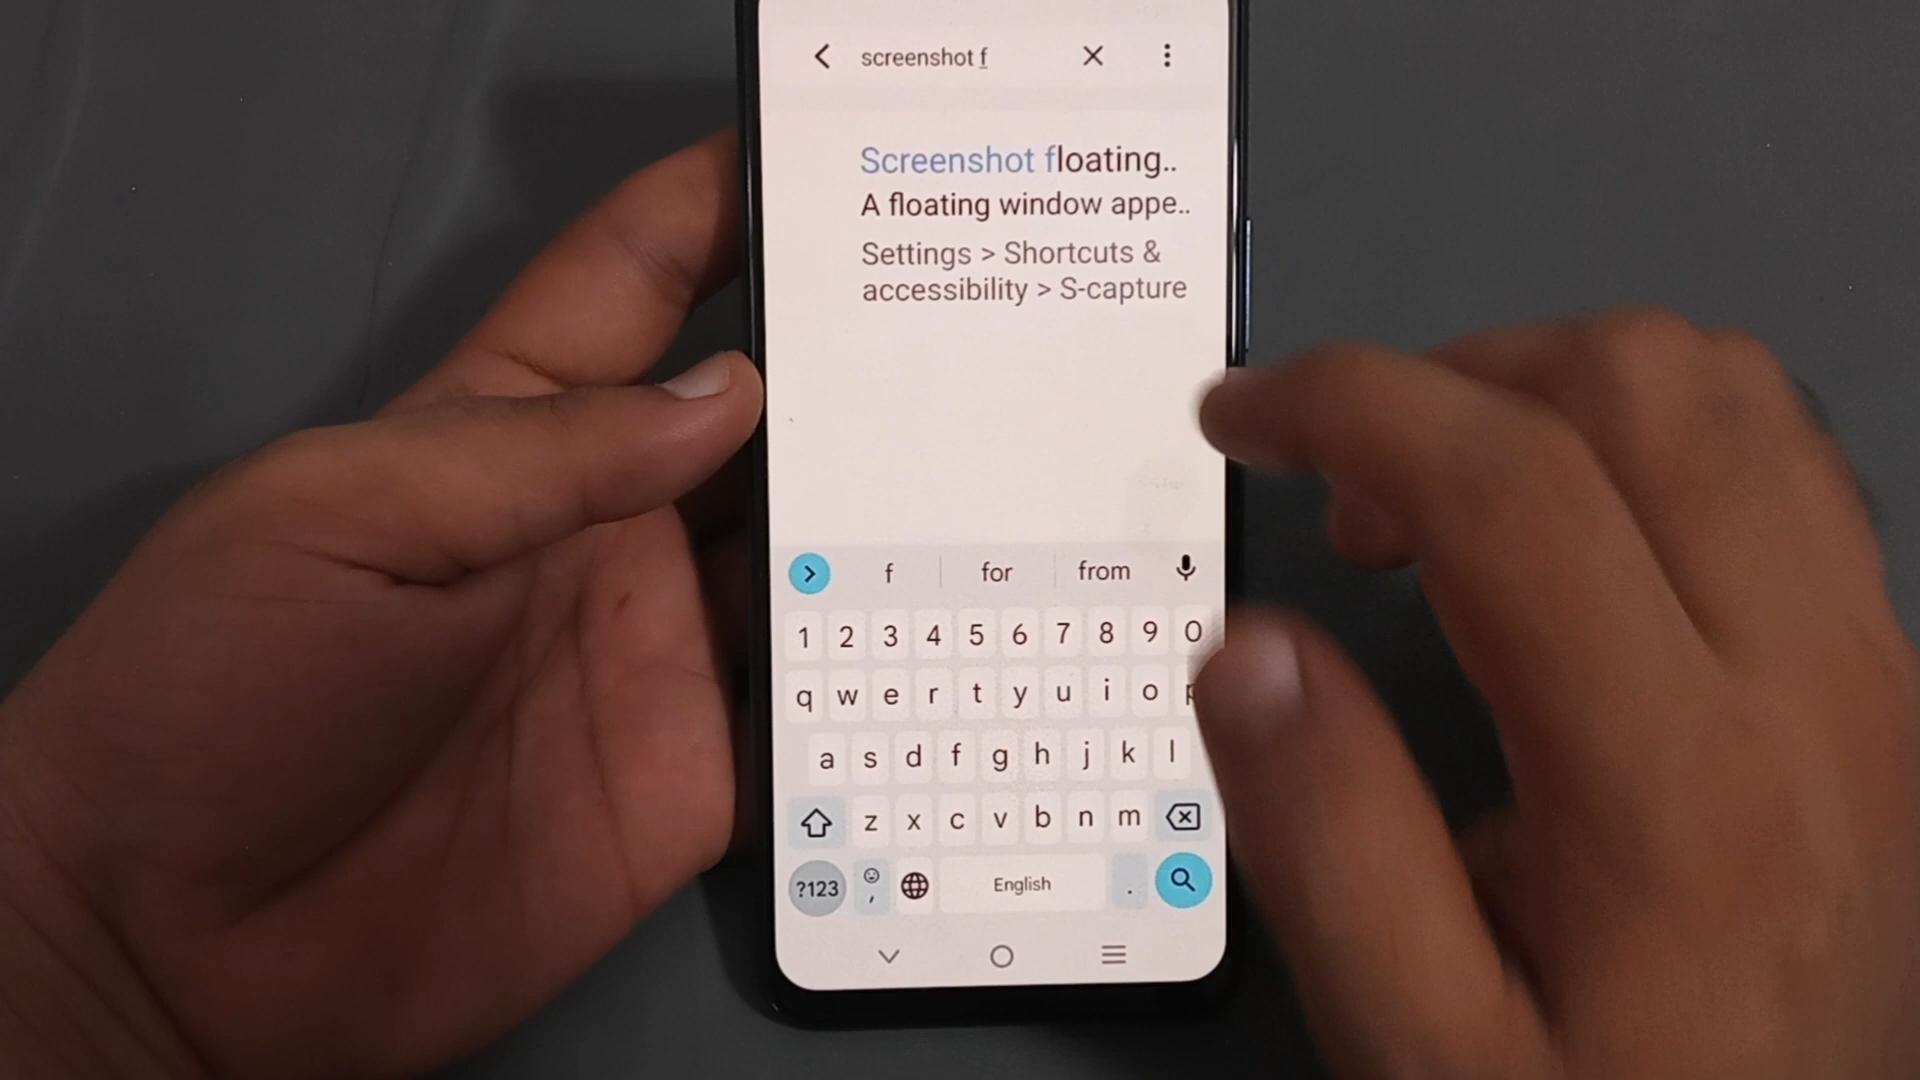 screenshot f
Screenshot floating..
A floating window appe..
Settings > Shortcuts &
accessibility > S-capture
f for from
1 2 3 4 5 6 7 8 9 0
q w e r t y u i o p
a s d f g h j k l
z x c v b n m
?123 , English .